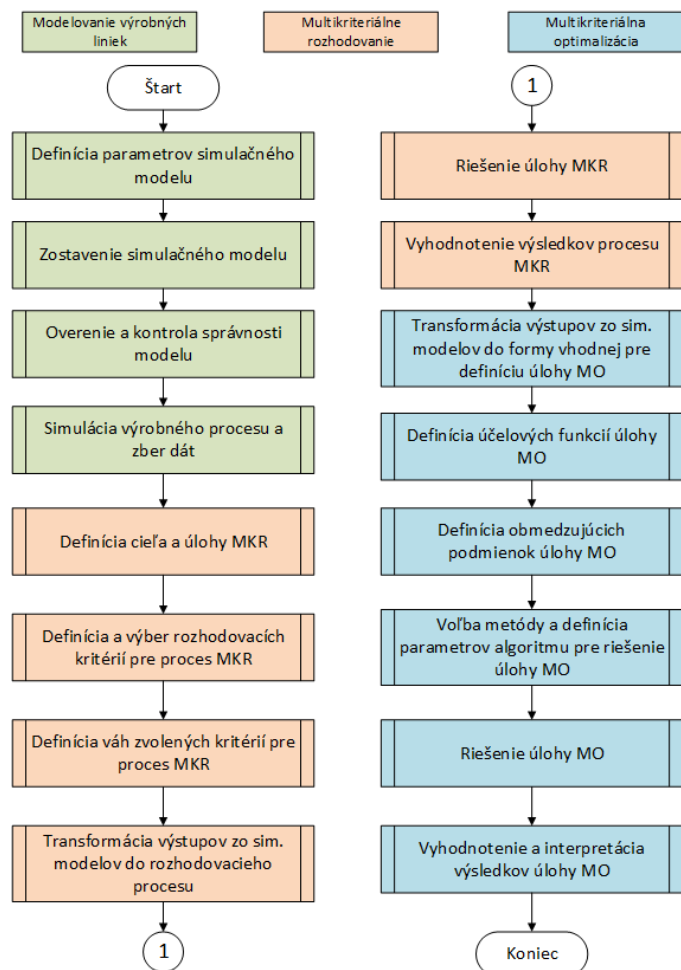 Modelovanie výrobných
liniek
Multikriteriálne
rozhodovanie
Multikriteriálna
optimalizácia
Štart
Definícia parametrov simulačného
modelu
Zostavenie simulačného modelu
Overenie a kontrola správnosti
modelu
Simulácia výrobného procesu a
zber dát
Definícia cieľa a úlohy MKR
Definícia a výber rozhodovacích
kritérií pre proces MKR
Definícia váh zvolených kritérií pre
proces MKR
Transformácia výstupov zo sim.
modelov do rozhodovacieho
procesu
1
1
Riešenie úlohy MKR
Vyhodnotenie výsledkov procesu
MKR
Transformácia výstupov zo sim.
modelov do formy vhodnej pre
definíciu úlohy MO
Definícia účelových funkcií úlohy
MO
Definícia obmedzujúcich
podmienok úlohy MO
Voľba metódy a definícia
parametrov algoritmu pre riešenie
úlohy MO
Riešenie úlohy MO
Vyhodnotenie a interpretácia
výsledkov úlohy MO
Koniec